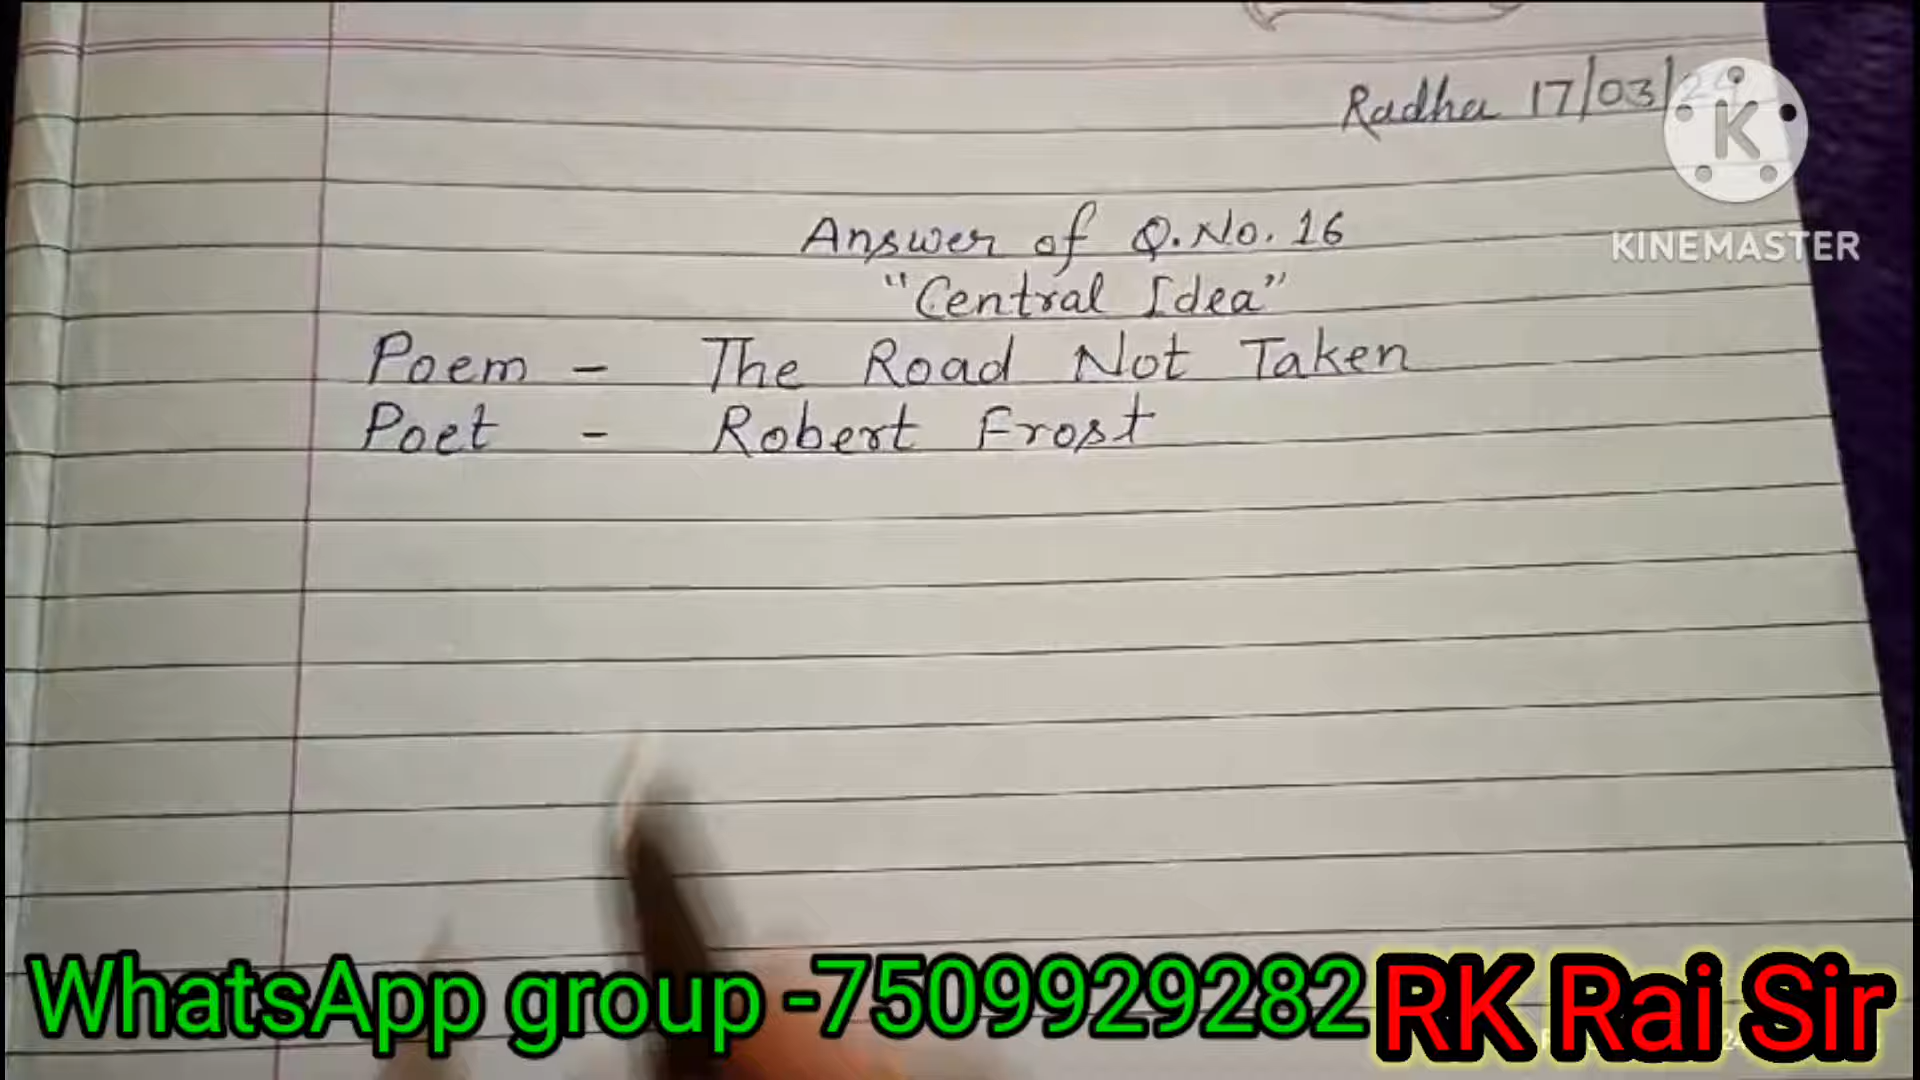 Radha 17/03/24
KINEMASTER
Answer of Q.No. 16
"Central Idea"
Poem - The Road Not Taken
Poet - Robert Frost
WhatsApp group -7509929282 RK Rai Sir